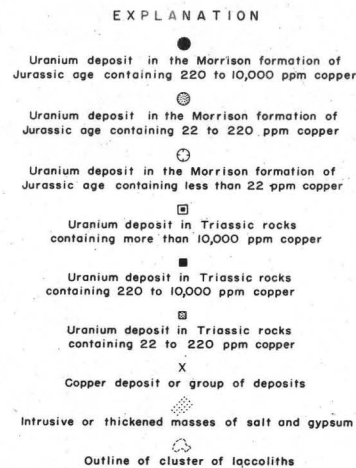 EXPLANATION
Uranium deposit in the Morrison formation of
Jurassic age containing 220 to 10,000 ppm copper
Uranium deposit in the Morrison formation of
Jurassic age containing 22 to 220 ppm copper
Uranium deposit in the Morrison formation of
Jurassic age containing less than 22 ppm copper
Uranium deposit in Triassic rocks
containing more than 10,000 ppm copper
Uranium deposit in Triassic rocks
containing 220 to 10,000 ppm copper
Uranium deposit in Triassic rocks
containing 22 to 220 ppm copper
X
Copper deposit or group of deposits
Intrusive or thickened masses of salt and gypsum
Outline of cluster of laccoliths